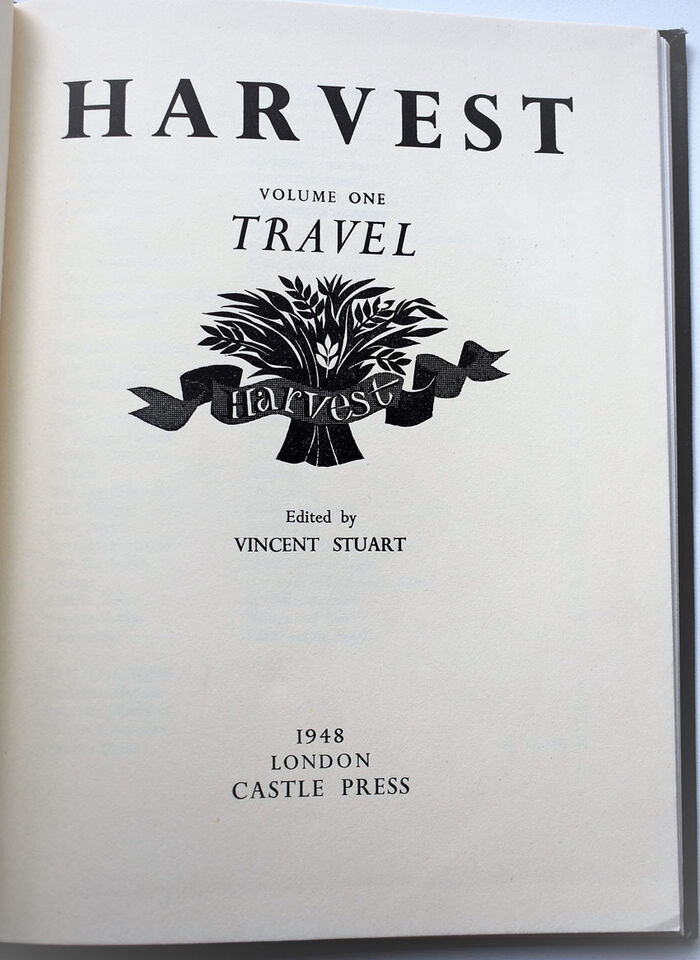 HARVEST
VOLUME ONE
TRAVEL
Harvest
Edited by
VINCENT STUART
1948
LONDON
CASTLE PRESS